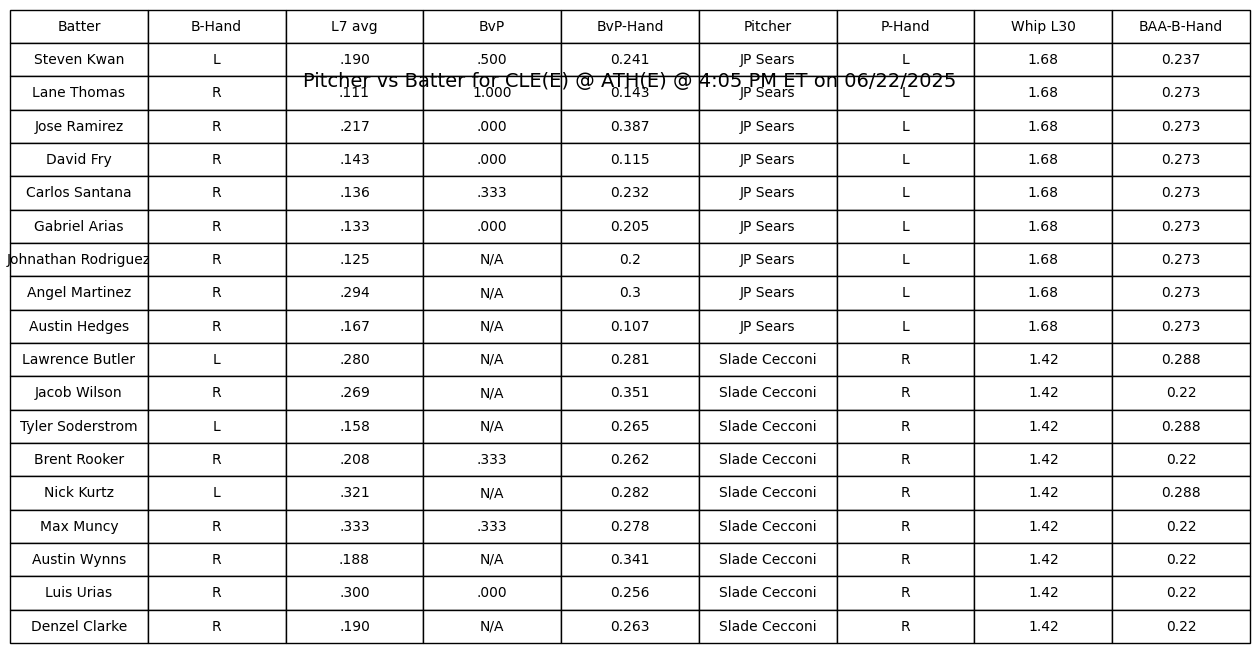 Batter B-Hand L7 avg BvP BvP-Hand Pitcher P-Hand Whip L30 BAA-B-Hand
Steven Kwan L .190 .500 0.241 JP Sears L 1.68 0.237
Pitcher vs Batter for CLE(E) @ ATH(E) @ 4:05 PM ET on 06/22/2025
Lane Thomas R .111 1.000 0.143 JP Sears L 1.68 0.273
Jose Ramirez R .217 .000 0.387 JP Sears L 1.68 0.273
David Fry R .143 .000 0.115 JP Sears L 1.68 0.273
Carlos Santana R .136 .333 0.232 JP Sears L 1.68 0.273
Gabriel Arias R .133 .000 0.205 JP Sears L 1.68 0.273
Johnathan Rodriguez R .125 N/A 0.2 JP Sears L 1.68 0.273
Angel Martinez R .294 N/A 0.3 JP Sears L 1.68 0.273
Austin Hedges R .167 N/A 0.107 JP Sears L 1.68 0.273
Lawrence Butler L .280 N/A 0.281 Slade Cecconi R 1.42 0.288
Jacob Wilson R .269 N/A 0.351 Slade Cecconi R 1.42 0.22
Tyler Soderstrom L .158 N/A 0.265 Slade Cecconi R 1.42 0.288
Brent Rooker R .208 .333 0.262 Slade Cecconi R 1.42 0.22
Nick Kurtz L .321 N/A 0.282 Slade Cecconi R 1.42 0.288
Max Muncy R .333 .333 0.278 Slade Cecconi R 1.42 0.22
Austin Wynns R .188 N/A 0.341 Slade Cecconi R 1.42 0.22
Luis Urias R .300 .000 0.256 Slade Cecconi R 1.42 0.22
Denzel Clarke R .190 N/A 0.263 Slade Cecconi R 1.42 0.22